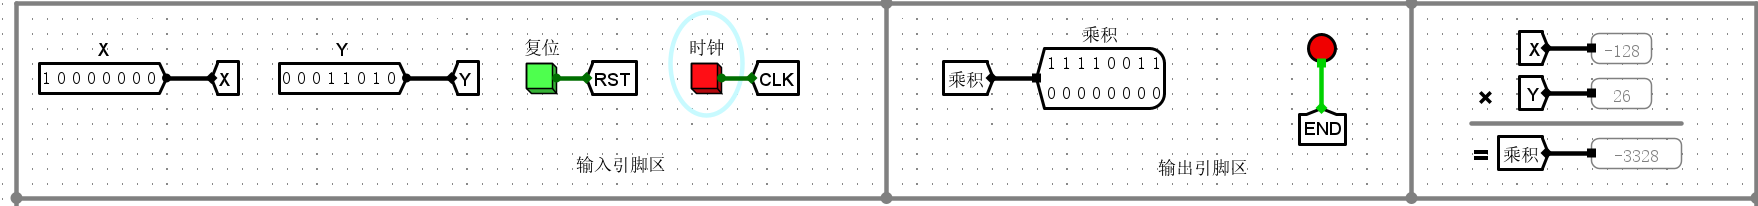 X
1 0 0 0 0 0 0 0
X
Y
0 0 0 1 1 0 1 0
Y
复位
RST
时钟
CLK
输入引脚区
乘积
乘积
1 1 1 1 0 0 1 1
0 0 0 0 0 0 0 0
END
输出引脚区
X -128
× Y 26
= 乘积 -3328